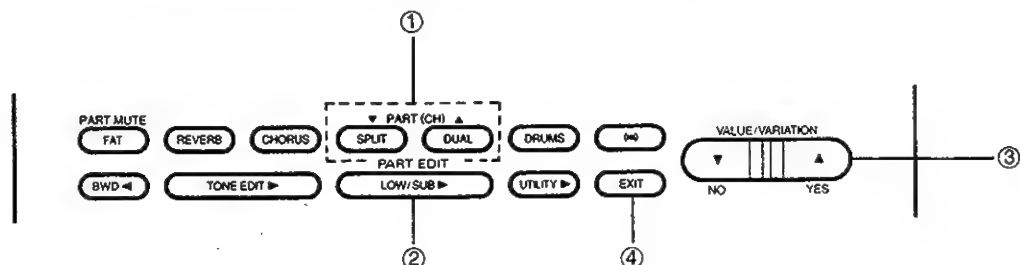 ①
▼ PART (CH) ▲
PART MUTE
FAT REVERB CHORUS SPLIT DUAL DRUMS ((•)) VALUE/VARIATION
▼ ▲ ③
PART EDIT
BWD ◀ TONE EDIT ▶ LOW/SUB ▶ UTILITY ▶ EXIT NO YES
② ④